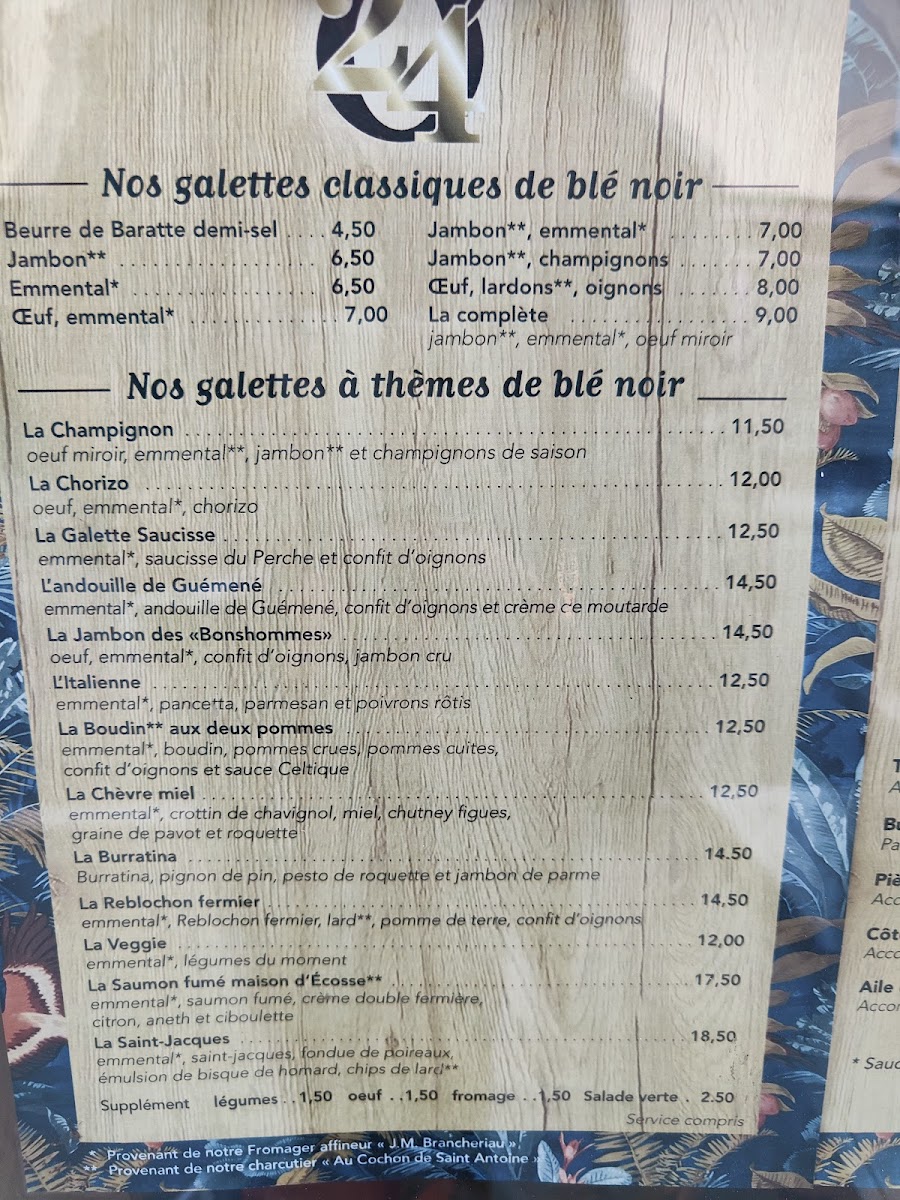 24
Nos galettes classiques de blé noir
Beurre de Baratte demi-sel .... 4,50
Jambon** .................... 6,50
Emmental* .................. 6,50
Œuf, emmental* ............... 7,00
Jambon**, emmental* ........ 7,00
Jambon**, champignons ....... 7,00
Œuf, lardons**, oignons ....... 8,00
La complète .................. 9,00
jambon**, emmental*, oeuf miroir
Nos galettes à thèmes de blé noir
La Champignon .................... 11,50
oeuf miroir, emmental**, jambon** et champignons de saison
La Chorizo .................... 12,00
oeuf, emmental*, chorizo
La Galette Saucisse .................... 12,50
emmental*, saucisse du Perche et confit d'oignons
L'andouille de Guémené .................... 14,50
emmental*, andouille de Guémené, confit d'oignons et crème de moutarde
La Jambon des «Bonshommes» .................... 14,50
oeuf, emmental*, confit d'oignons, jambon cru
L'Italienne .................... 12,50
emmental*, pancetta, parmesan et poivrons rôtis
La Boudin** aux deux pommes .................... 12,50
emmental*, boudin, pommes crues, pommes cuites,
confit d'oignons et sauce Celtique
La Chèvre miel .................... 12,50
emmental*, crottin de chavignol, miel, chutney figues,
graine de pavot et roquette
La Burratina .................... 14.50
Burratina, pignon de pin, pesto de roquette et jambon de parme
La Reblochon fermier .................... 14,50
emmental*, Reblochon fermier, lard**, pomme de terre, confit d'oignons
La Veggie .................... 12,00
emmental*, légumes du moment
La Saumon fumé maison d'Écosse** .................... 17,50
emmental*, saumon fumé, crème double fermière,
citron, aneth et ciboulette
La Saint-Jacques .................... 18,50
emmental*, saint-jacques, fondue de poireaux,
émulsion de bisque de homard, chips de lard**
Supplément légumes . . 1,50 oeuf . . 1,50 fromage . . 1,50 Salade verte . 2.50
Service compris
* Provenant de notre Fromager affineur « J.M. Brancheriau »
** Provenant de notre charcutier « Au Cochon de Saint Antoine »
Côt
Aile